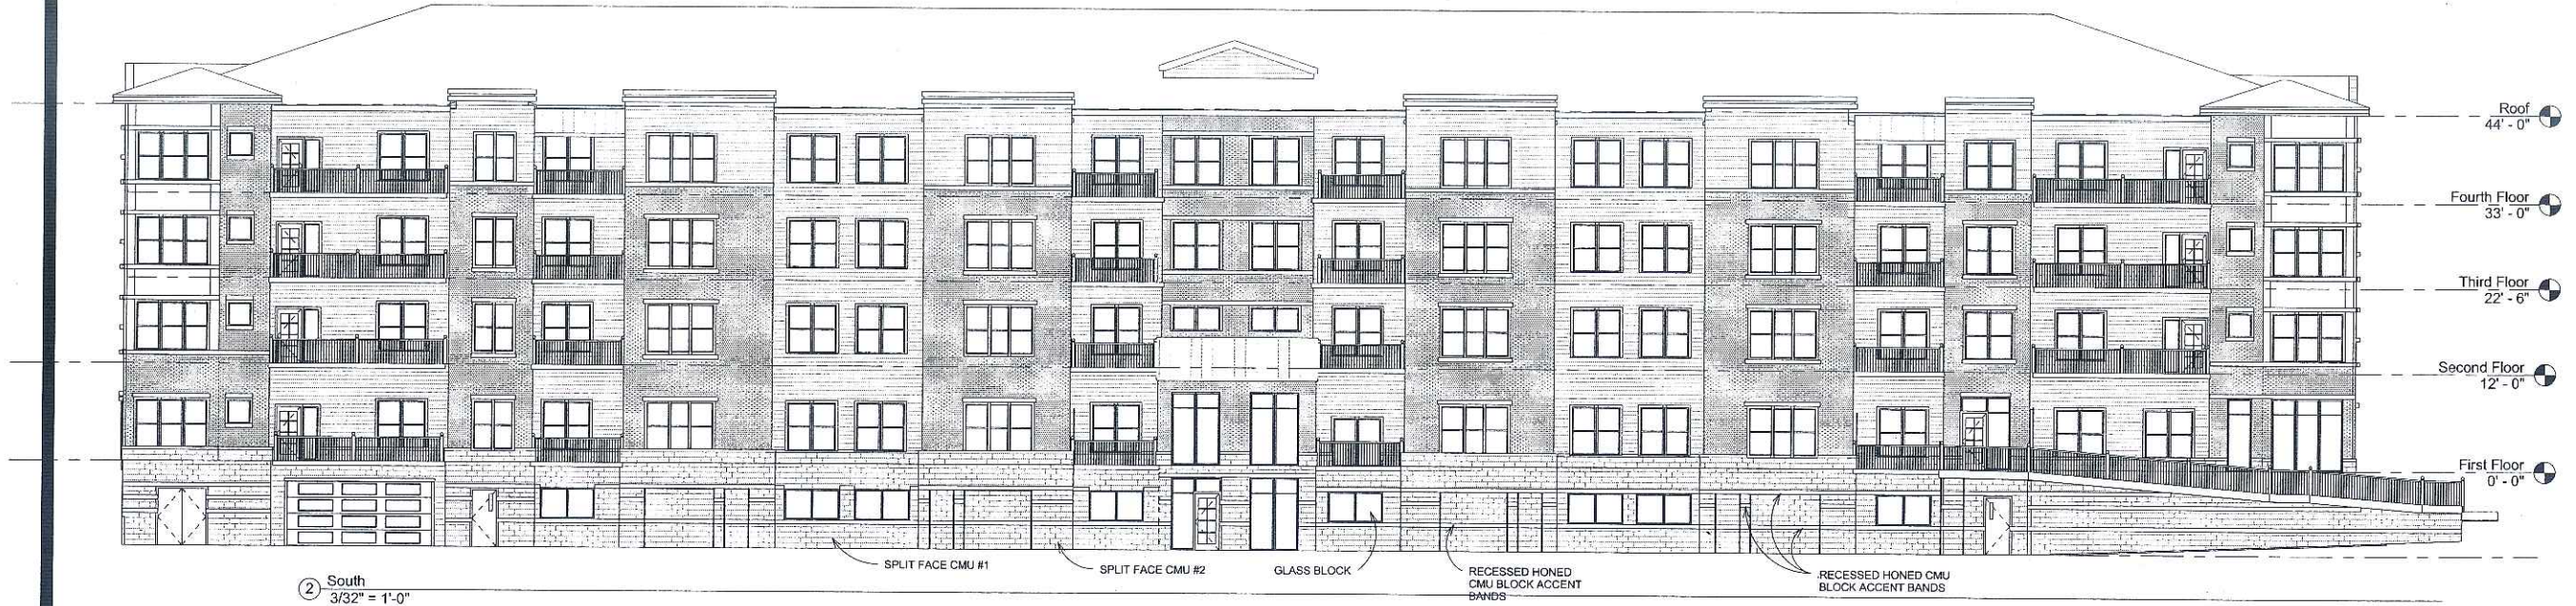 Roof
44' - 0"
Fourth Floor
33' - 0"
Third Floor
22' - 6"
Second Floor
12' - 0"
First Floor
0' - 0"
SPLIT FACE CMU #1
SPLIT FACE CMU #2
GLASS BLOCK
RECESSED HONED
CMU BLOCK ACCENT
BANDS
RECESSED HONED CMU
BLOCK ACCENT BANDS
2 South
3/32" = 1'-0"